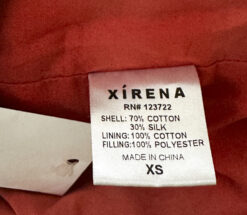 XÍRENA
RN# 123722
SHELL: 70% COTTON
30% SILK
LINING: 100% COTTON
FILLING: 100% POLYESTER
MADE IN CHINA
XS